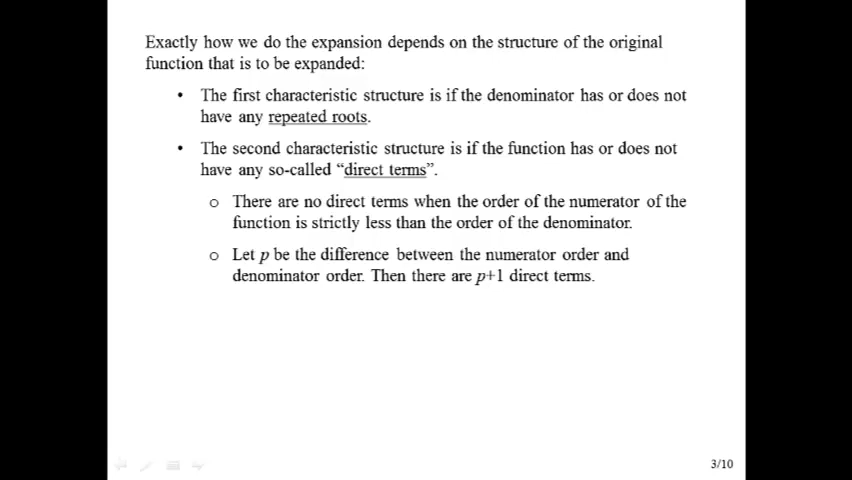 Exactly how we do the expansion depends on the structure of the original
function that is to be expanded:
• The first characteristic structure is if the denominator has or does not
have any repeated roots.
• The second characteristic structure is if the function has or does not
have any so-called “direct terms”.
o There are no direct terms when the order of the numerator of the
function is strictly less than the order of the denominator.
o Let p be the difference between the numerator order and
denominator order. Then there are p+1 direct terms.
3/10